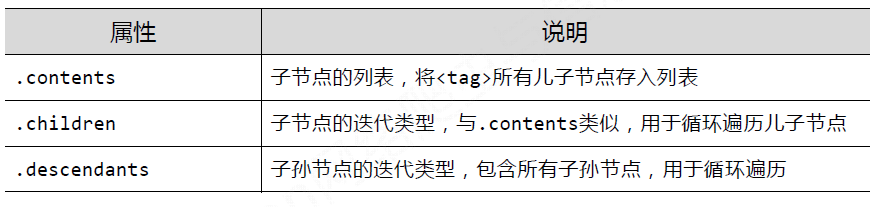 属性 说明
.contents 子节点的列表，将<tag>所有儿子节点存入列表
.children 子节点的迭代类型，与.contents类似，用于循环遍历儿子节点
.descendants 子孙节点的迭代类型，包含所有子孙节点，用于循环遍历